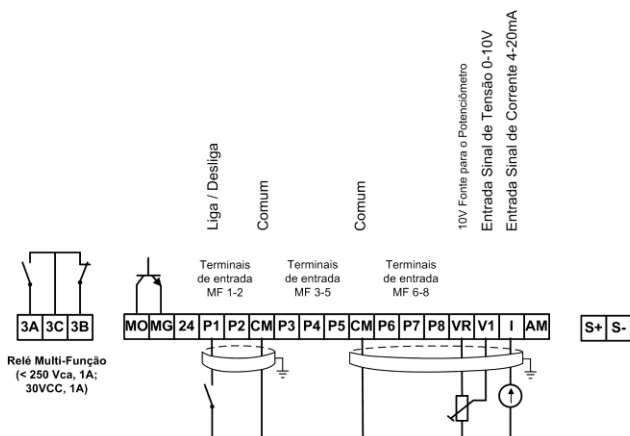 Liga / Desliga
Comum
Comum
10V Fonte para o Potenciômetro
Entrada Sinal de Tensão 0-10V
Entrada Sinal de Corrente 4-20mA
Terminais
de entrada
MF 1-2
Terminais
de entrada
MF 3-5
Terminais
de entrada
MF 6-8
3A 3C 3B
MO MG 24 P1 P2 CM P3 P4 P5 CM P6 P7 P8 VR V1 I AM
S+ S-
Relé Multi-Função
(< 250 Vca, 1A;
30VCC, 1A)